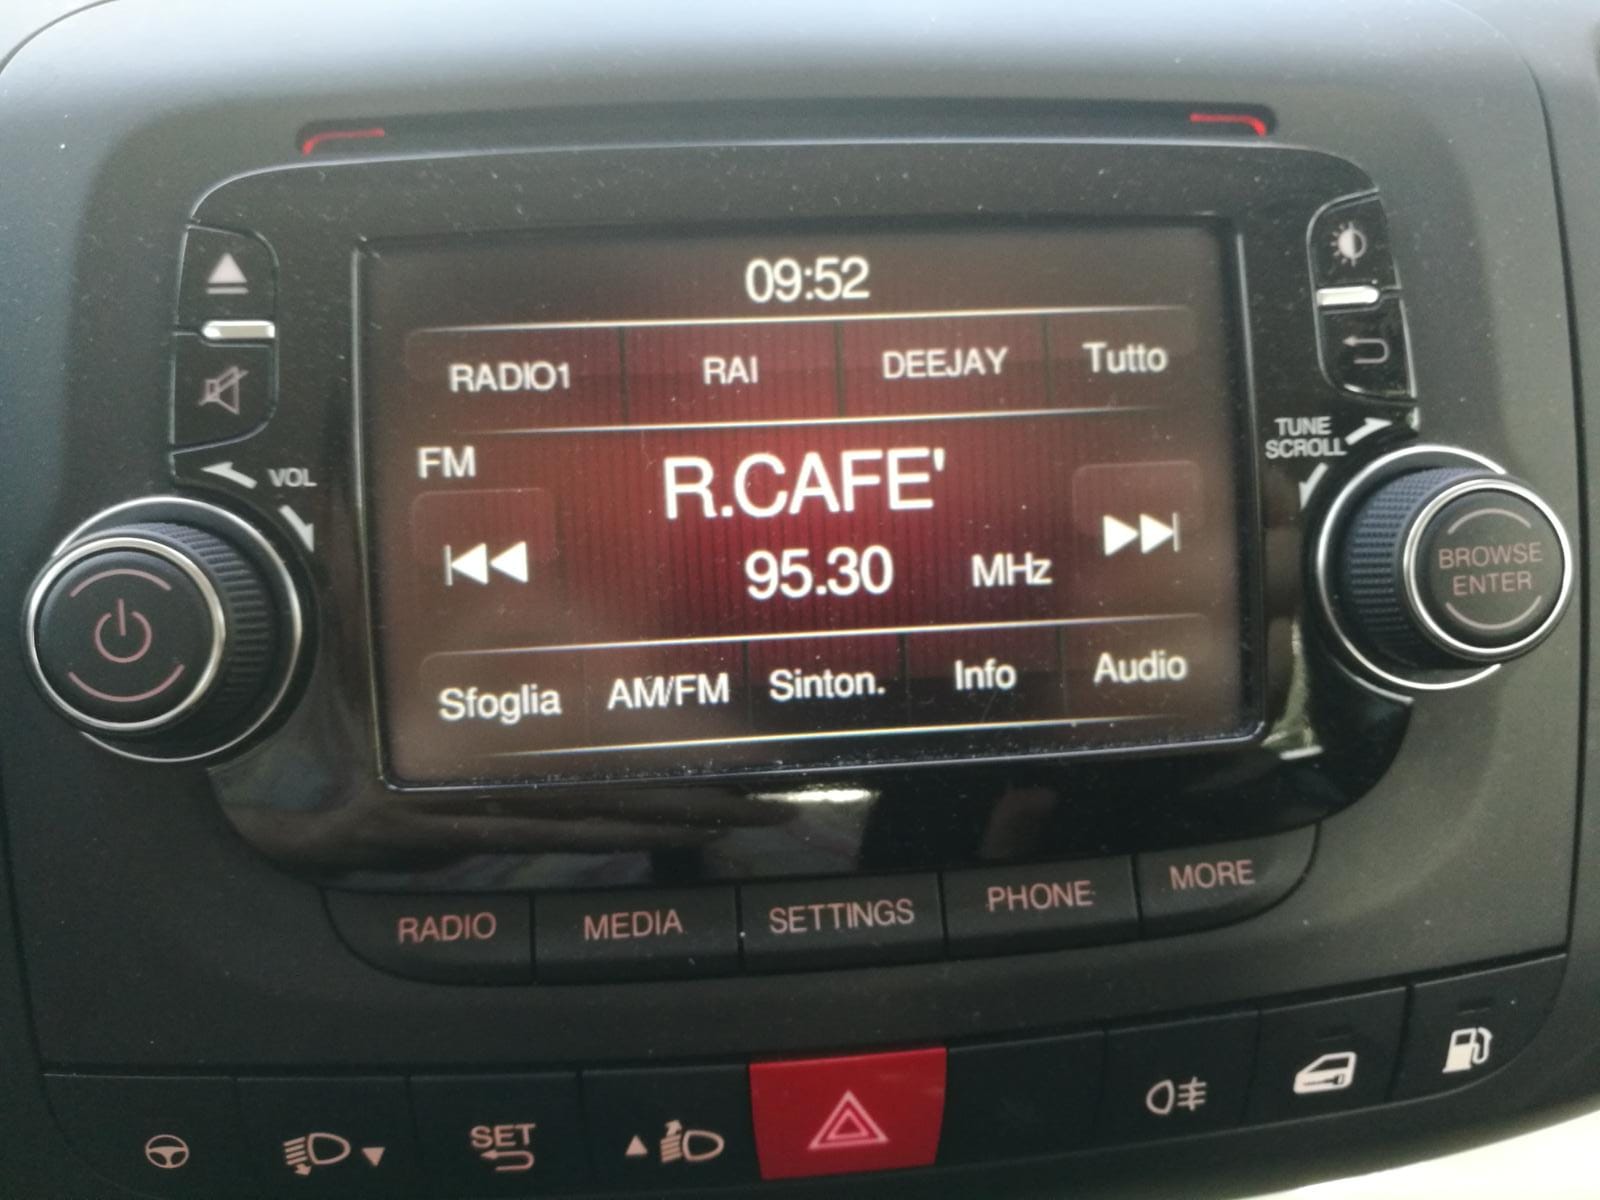 09:52
RADIO1 RAI DEEJAY Tutto
FM
R.CAFE'
95.30 MHz
Sfoglia AM/FM Sinton. Info Audio
VOL
TUNE
SCROLL
BROWSE
ENTER
RADIO MEDIA SETTINGS PHONE MORE
SET